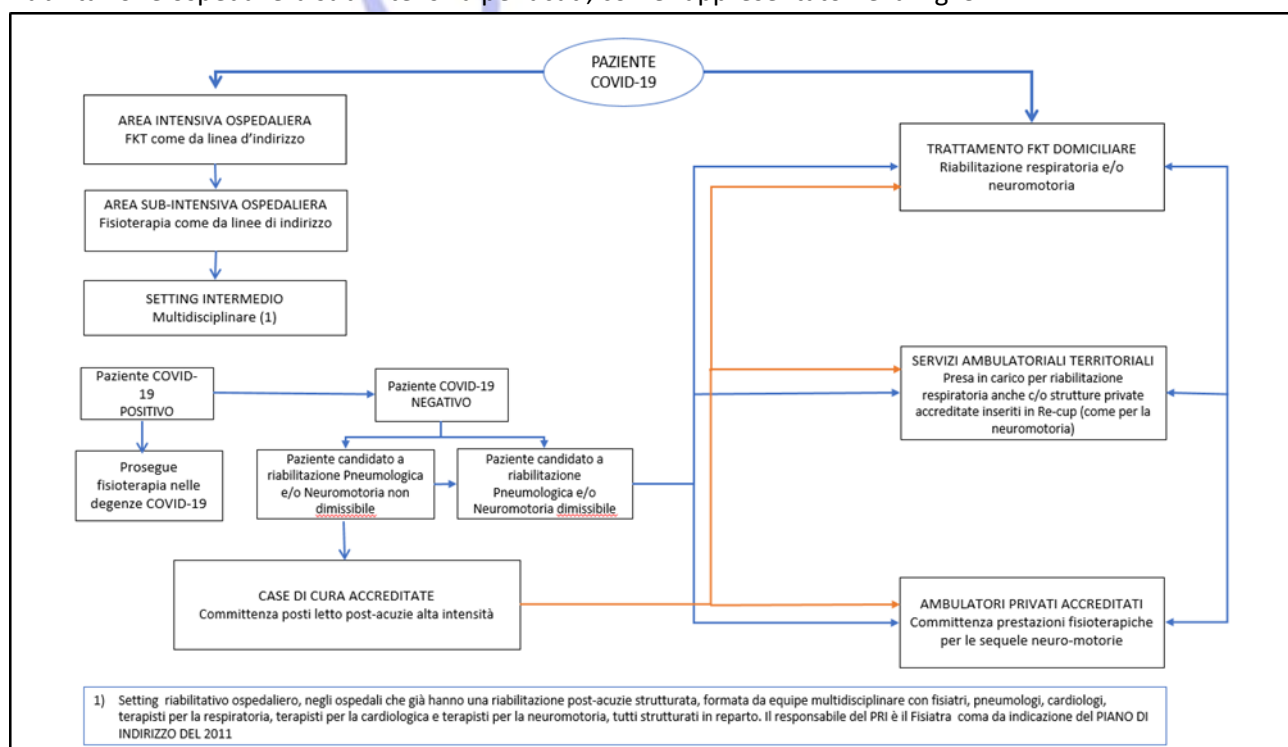 PAZIENTE
COVID-19
AREA INTENSIVA OSPEDALIERA
FKT come da linea d'indirizzo
AREA SUB-INTENSIVA OSPEDALIERA
Fisioterapia come da linee di indirizzo
SETTING INTERMEDIO
Multidisciplinare (1)
Paziente COVID-
19
POSITIVO
Paziente COVID-19
NEGATIVO
Prosegue
fisioterapia nelle
degenze COVID-19
Paziente candidato a
riabilitazione Pneumologica
e/o Neuromotoria non
dimissibile
Paziente candidato a
riabilitazione
Pneumologica e/o
Neuromotoria dimissibile
CASE DI CURA ACCREDITATE
Committenza posti letto post-acuzie alta intensità
TRATTAMENTO FKT DOMICILIARE
Riabilitazione respiratoria e/o
neuromotoria
SERVIZI AMBULATORIALI TERRITORIALI
Presa in carico per riabilitazione
respiratoria anche c/o strutture private
accreditate inseriti in Re-cup (come per la
neuromotoria)
AMBULATORI PRIVATI ACCREDITATI
Committenza prestazioni fisioterapiche
per le sequele neuro-motorie
1) Setting riabilitativo ospedaliero, negli ospedali che già hanno una riabilitazione post-acuzie strutturata, formata da equipe multidisciplinare con fisiatri, pneumologi, cardiologi,
terapisti per la respiratoria, terapisti per la cardiologica e terapisti per la neuromotoria, tutti strutturati in reparto. Il responsabile del PRI è il Fisiatra coma da indicazione del PIANO DI
INDIRIZZO DEL 2011